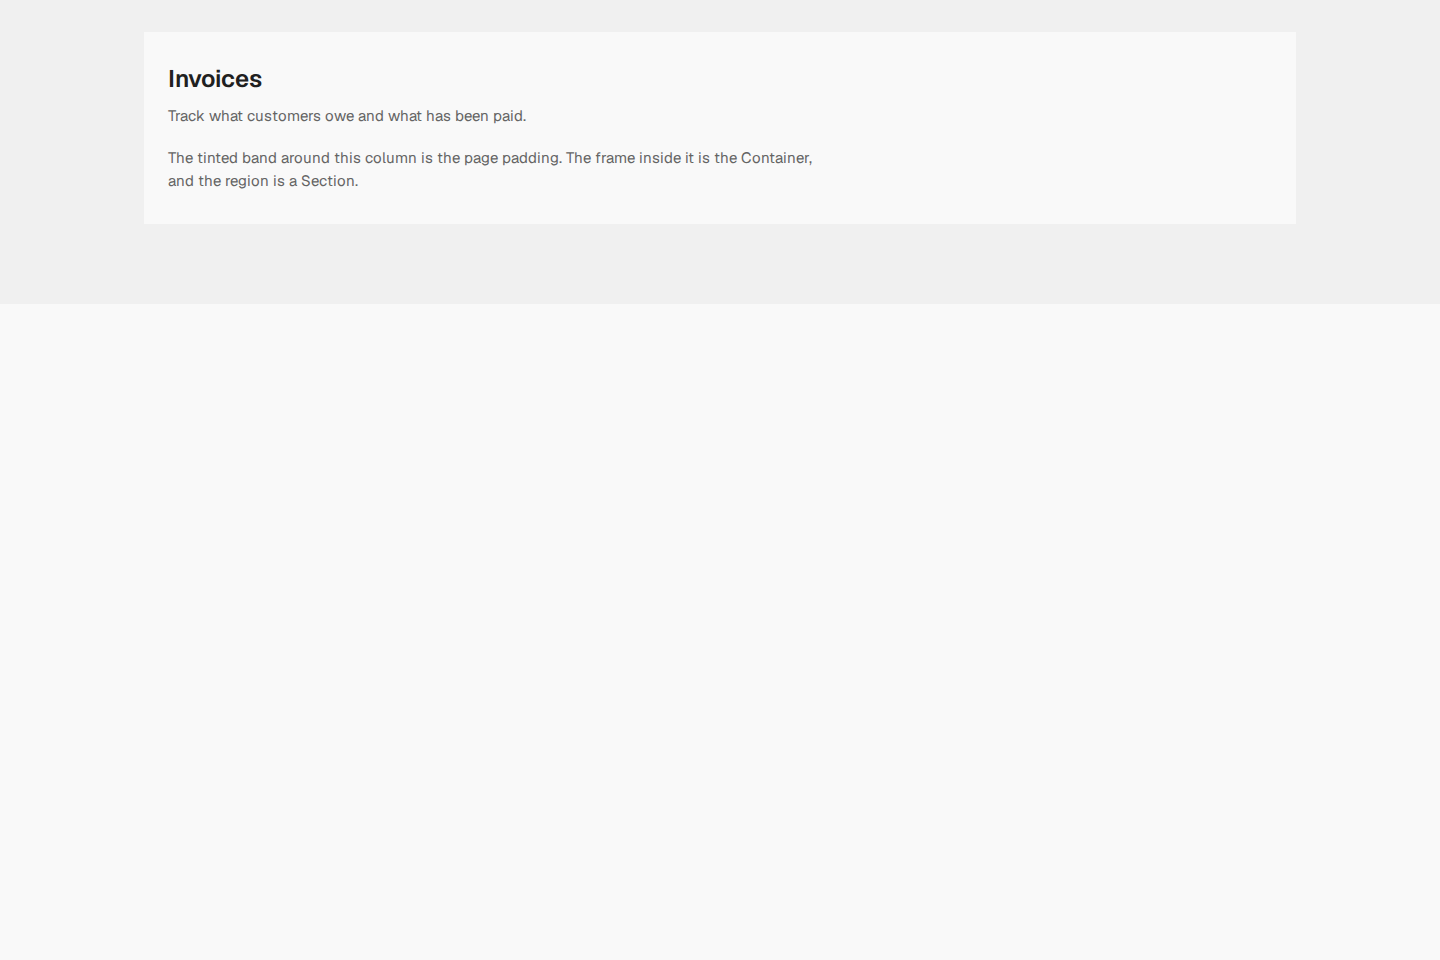 Invoices
Track what customers owe and what has been paid.
The tinted band around this column is the page padding. The frame inside it is the Container,
and the region is a Section.